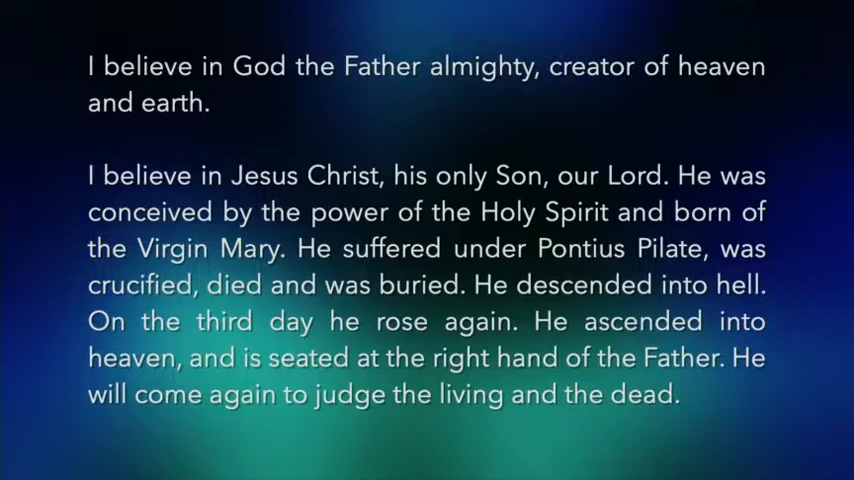 I believe in God the Father almighty, creator of heaven
and earth.
I believe in Jesus Christ, his only Son, our Lord. He was
conceived by the power of the Holy Spirit and born of
the Virgin Mary. He suffered under Pontius Pilate, was
crucified, died and was buried. He descended into hell.
On the third day he rose again. He ascended into
heaven, and is seated at the right hand of the Father. He
will come again to judge the living and the dead.